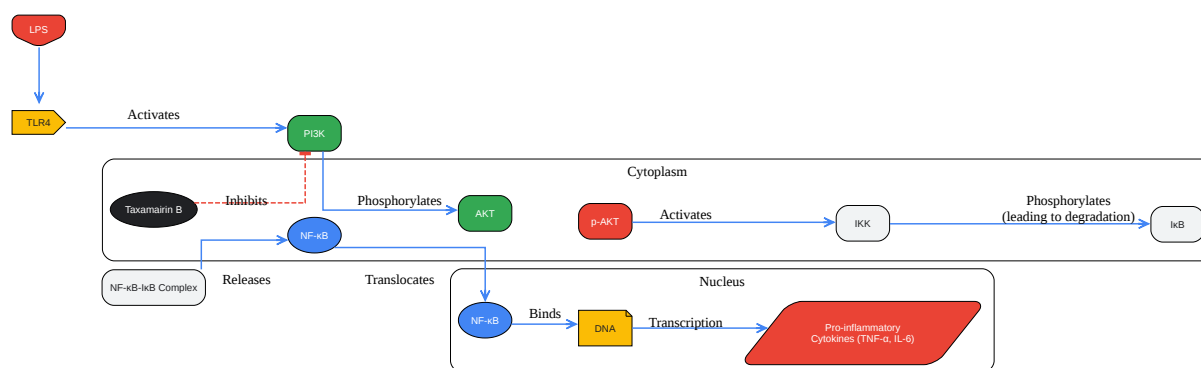 LPS
TLR4
Activates
PI3K
Cytoplasm
Taxamairin B
Inhibits
Phosphorylates
AKT
p-AKT
Activates
IKK
Phosphorylates
(leading to degradation)
IκB
NF-κB
NF-κB-IκB Complex
Releases
Translocates
Nucleus
NF-κB
Binds
DNA
Transcription
Pro-inflammatory
Cytokines (TNF-α, IL-6)